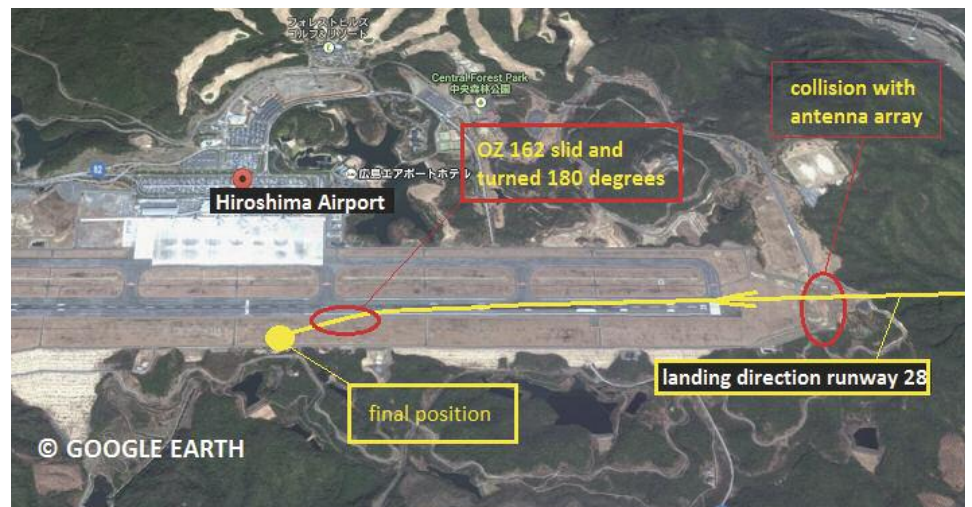 フォレストヒルズ
ゴルフ&リゾート
Central Forest Park
中央森林公園
collision with
antenna array
OZ 162 slid and
turned 180 degrees
広島エアポートホテル
Hiroshima Airport
landing direction runway 28
final position
© GOOGLE EARTH